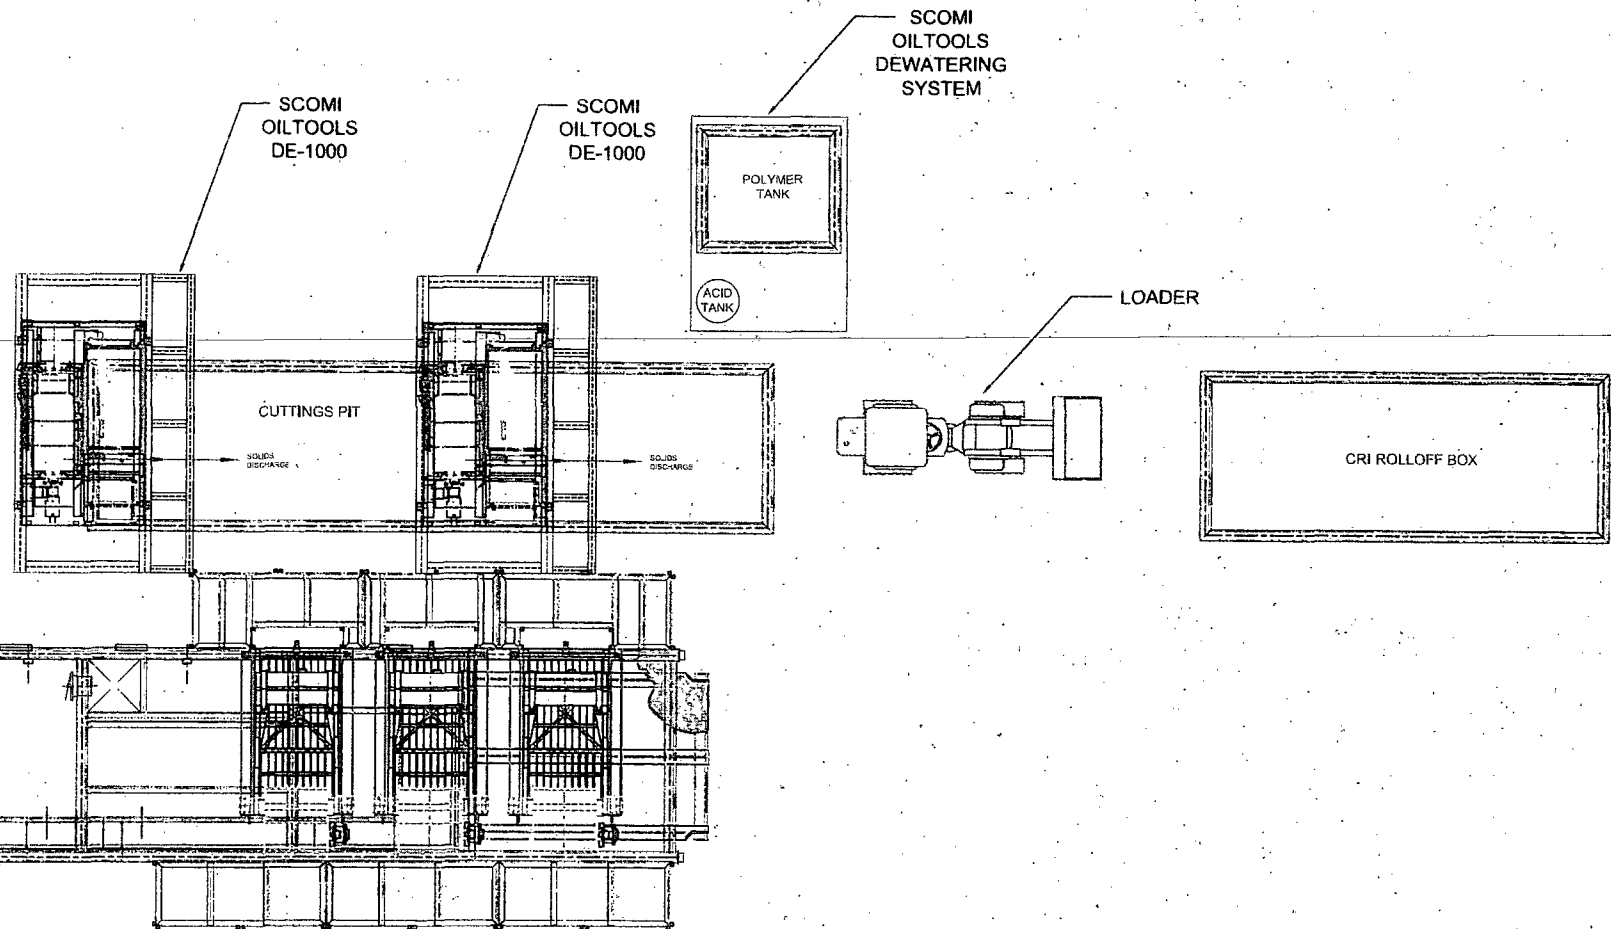 SCOMI
OILTOOLS
DEWATERING
SYSTEM
SCOMI
OILTOOLS
DE-1000
SCOMI
OILTOOLS
DE-1000
POLYMER
TANK
ACID
TANK
LOADER
CUTTINGS PIT
SOLIDS
DISCHARGE
SOLIDS
DISCHARGE
CRI ROLLOFF BOX